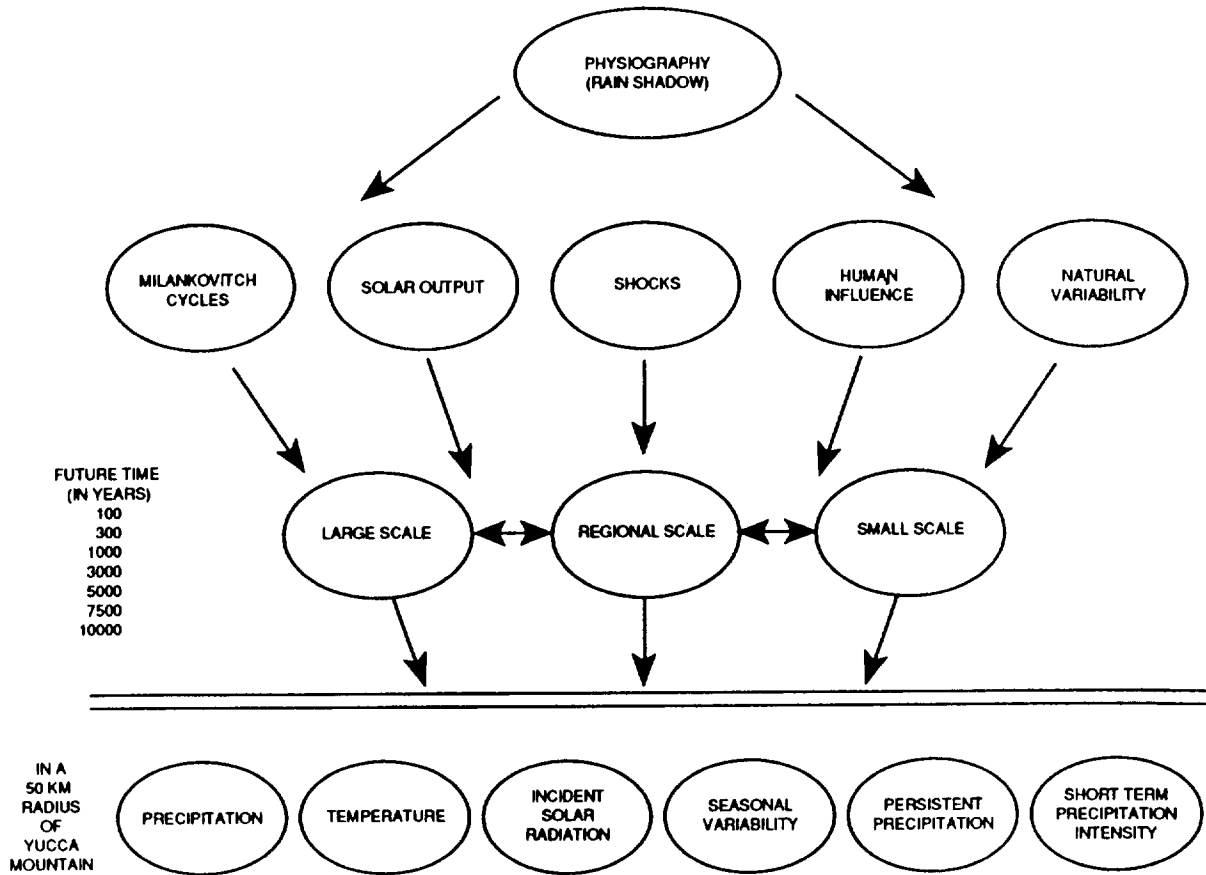 PHYSIOGRAPHY
(RAIN SHADOW)
MILANKOVITCH
CYCLES
SOLAR OUTPUT
SHOCKS
HUMAN
INFLUENCE
NATURAL
VARIABILITY
FUTURE TIME
(IN YEARS)
100
300
1000
3000
5000
7500
10000
LARGE SCALE
REGIONAL SCALE
SMALL SCALE
IN A
50 KM
RADIUS
OF
YUCCA
MOUNTAIN
PRECIPITATION
TEMPERATURE
INCIDENT
SOLAR
RADIATION
SEASONAL
VARIABILITY
PERSISTENT
PRECIPITATION
SHORT TERM
PRECIPITATION
INTENSITY